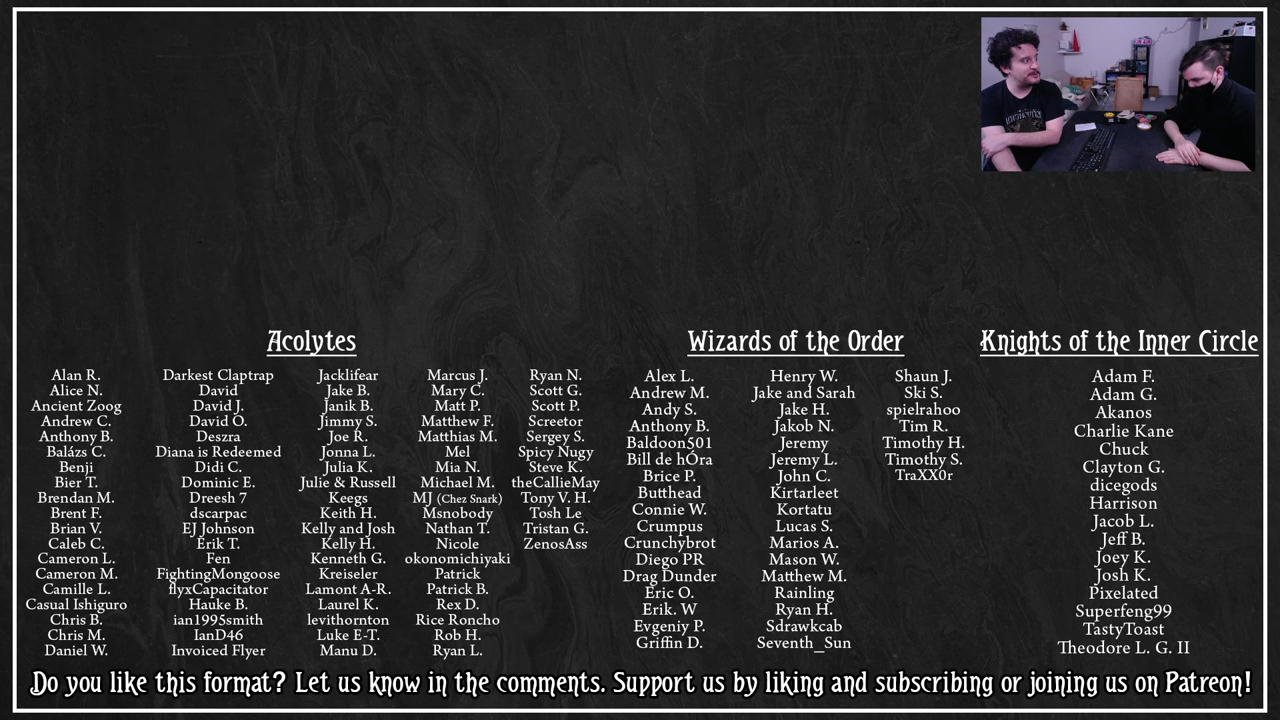 Acolytes
Alan R.
Alice N.
Ancient Zoog
Andrew C.
Anthony B.
Balázs C.
Benji
Bier T.
Brendan M.
Brent F.
Brian V.
Caleb C.
Cameron L.
Cameron M.
Camille L.
Casual Ishiguro
Chris B.
Chris M.
Daniel W.
Darkest Claptrap
David
David J.
David O.
Deszra
Diana is Redeemed
Didi C.
Dominic E.
Dreesh 7
dscarpac
EJ Johnson
Erik T.
Fen
FightingMongoose
flyxCapacitator
Hauke B.
ian1995smith
IanD46
Invoiced Flyer
Jacklifear
Jake B.
Janik B.
Jimmy S.
Joe R.
Jonna L.
Julia K.
Julie & Russell
Keegs
Keith H.
Kelly and Josh
Kelly H.
Kenneth G.
Kreiseler
Lamont A-R.
Laurel K.
levithornton
Luke E-T.
Manu D.
Marcus J.
Mary C.
Matt P.
Matthew F.
Matthias M.
Mel
Mia N.
Michael M.
MJ (Chez Snark)
Msnobody
Nathan T.
Nicole
okonomichiyaki
Patrick
Patrick B.
Rex D.
Rice Roncho
Rob H.
Ryan L.
Ryan N.
Scott G.
Scott P.
Screetor
Sergey S.
Spicy Nugy
Steve K.
theCallieMay
Tony V. H.
Tosh Le
Tristan G.
ZenosAss
Wizards of the Order
Alex L.
Andrew M.
Andy S.
Anthony B.
Baldoon501
Bill de hÓra
Brice P.
Butthead
Connie W.
Crumpus
Crunchybrot
Diego PR
Drag Dunder
Eric O.
Erik. W
Evgeniy P.
Griffin D.
Henry W.
Jake and Sarah
Jake H.
Jakob N.
Jeremy
Jeremy L.
John C.
Kirtarleet
Kortatu
Lucas S.
Marios A.
Mason W.
Matthew M.
Rainling
Ryan H.
Sdrawkcab
Seventh_Sun
Shaun J.
Ski S.
spielrahoo
Tim R.
Timothy H.
Timothy S.
TraXX0r
Knights of the Inner Circle
Adam F.
Adam G.
Akanos
Charlie Kane
Chuck
Clayton G.
dicegods
Harrison
Jacob L.
Jeff B.
Joey K.
Josh K.
Pixelated
Superfeng99
TastyToast
Theodore L. G. II
Do you like this format? Let us know in the comments. Support us by liking and subscribing or joining us on Patreon!